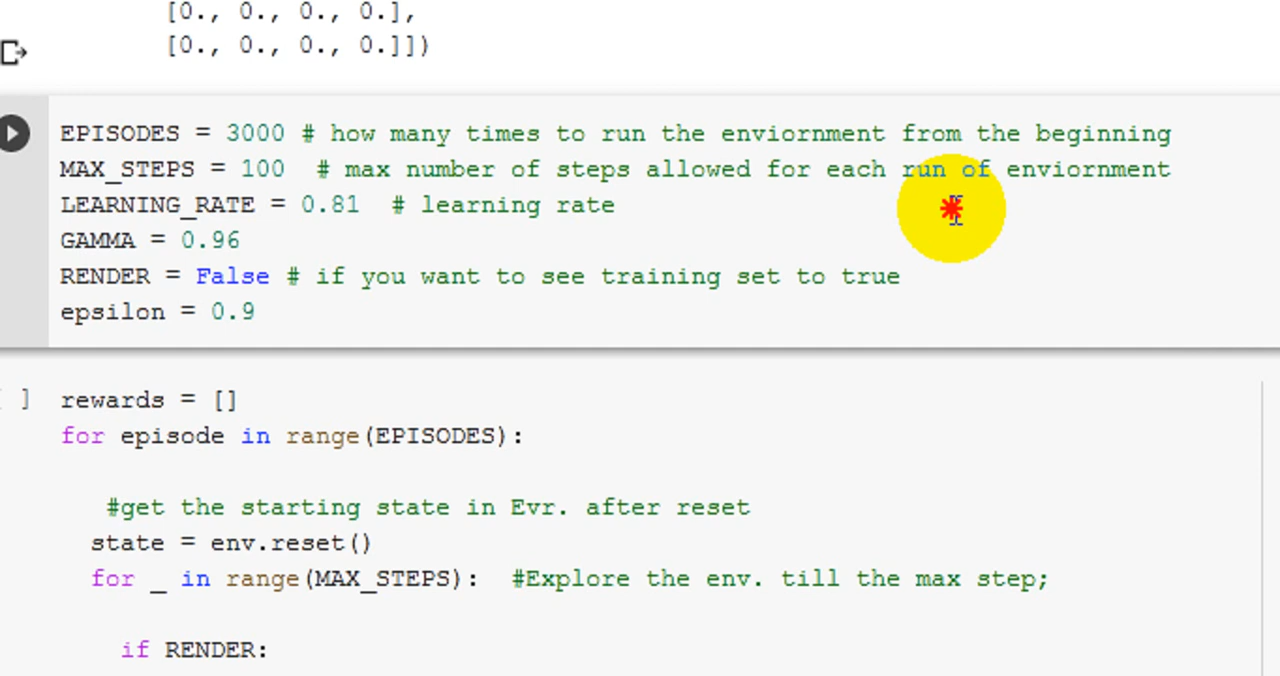 [0., 0., 0., 0.],
[0., 0., 0., 0.]])
EPISODES = 3000 # how many times to run the enviornment from the beginning
MAX_STEPS = 100  # max number of steps allowed for each run of enviornment
LEARNING_RATE = 0.81  # learning rate
GAMMA = 0.96
RENDER = False # if you want to see training set to true
epsilon = 0.9
[ ] rewards = []
for episode in range(EPISODES):
#get the starting state in Evr. after reset
state = env.reset()
for _ in range(MAX_STEPS):  #Explore the env. till the max step;
if RENDER: